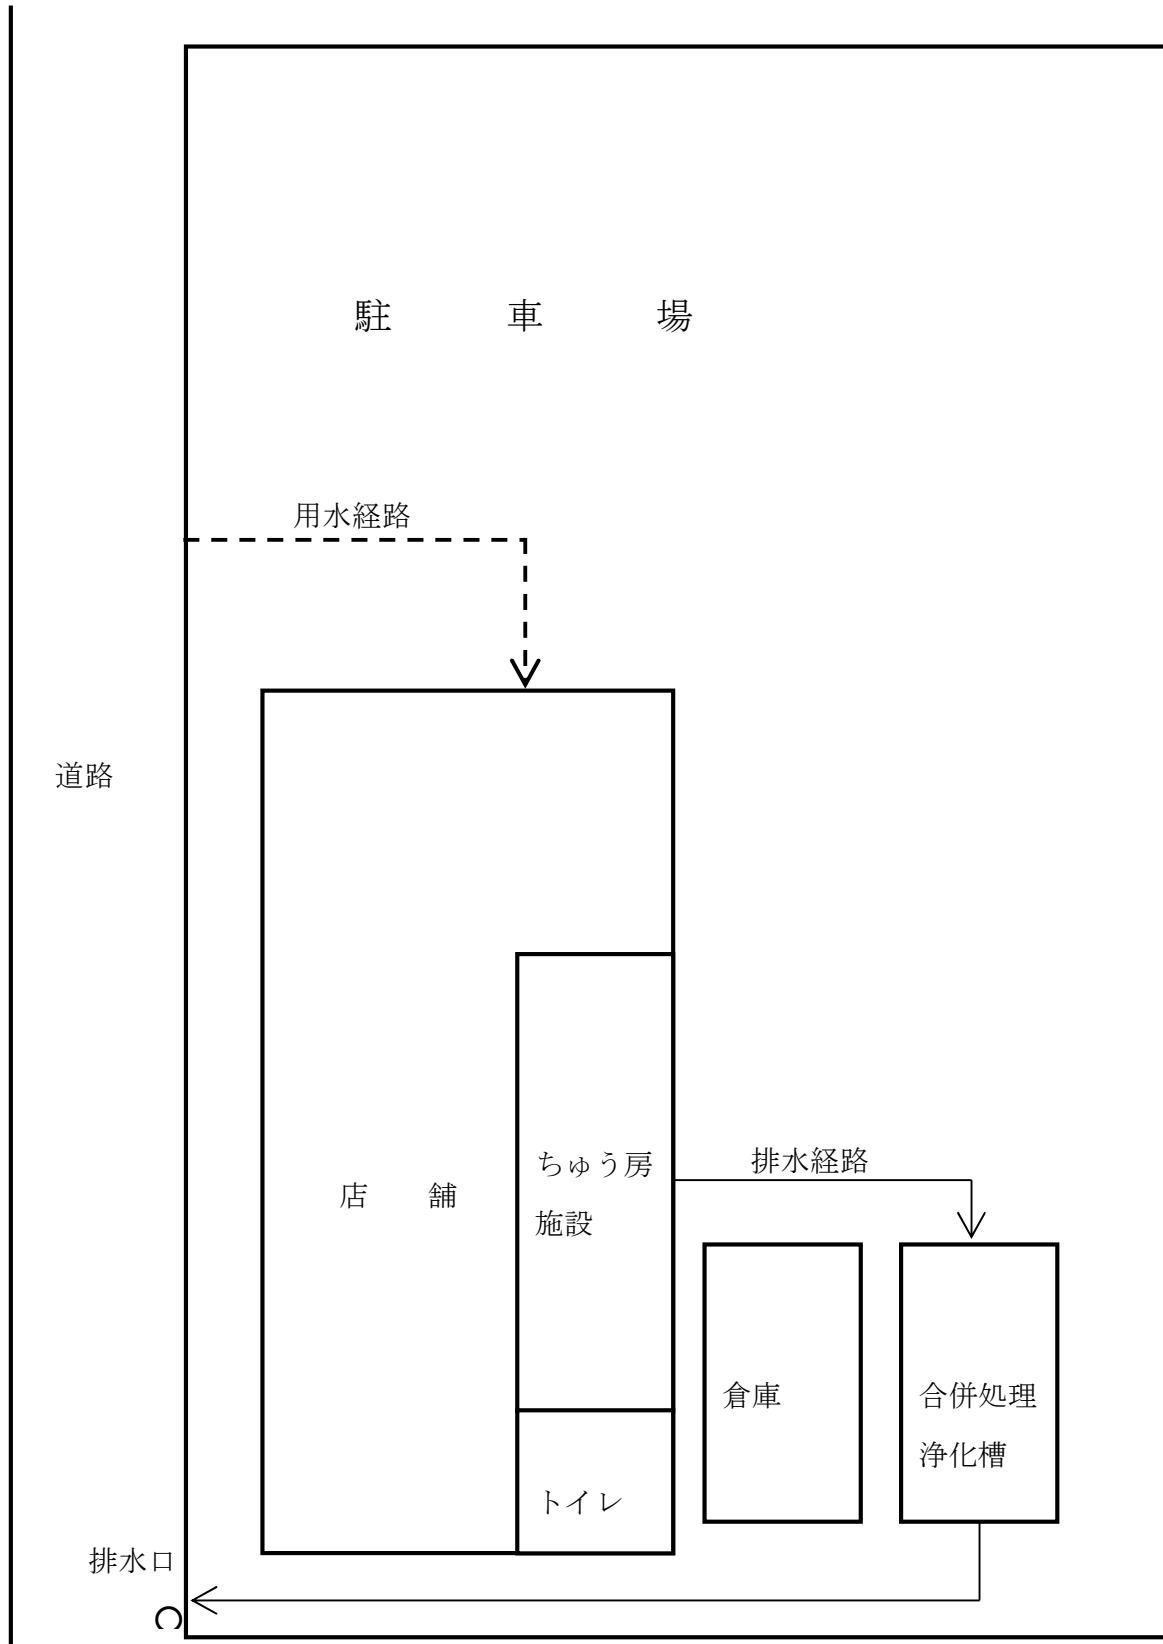 駐　車　場
用水経路
道路
ちゅう房
施設
排水経路
店　舗
倉庫
合併処理
浄化槽
トイレ
排水口